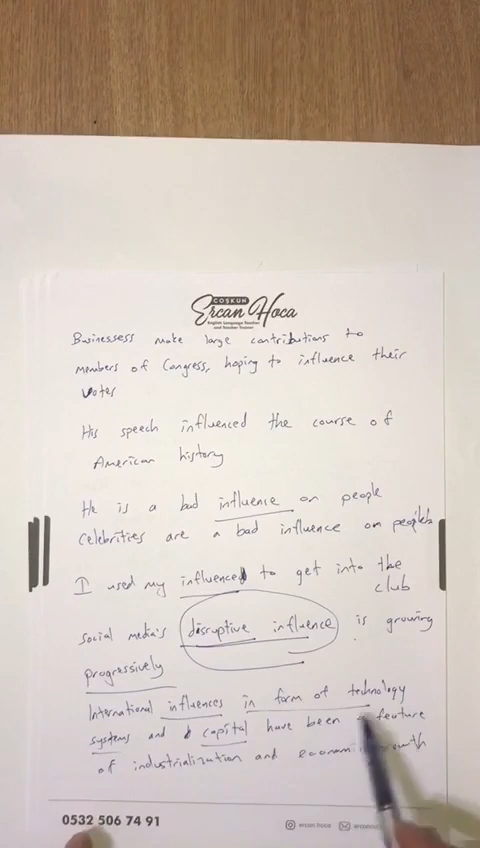 COŞKUN
Ercan Hoca
English Language Teacher
and Teacher Trainer
Businessess make large contributions to
members of Congress, hoping to influence their
votes
His speech influenced the course of
American history
He is a bad influence on people
Celebrities are a bad influence on people
I used my influence to get into the
club
Social media's disruptive influence is growing
progressively
International influences in form of technology
systems and capital have been a feature
of industrialization and growth
0532 506 74 91
ercan.hoca